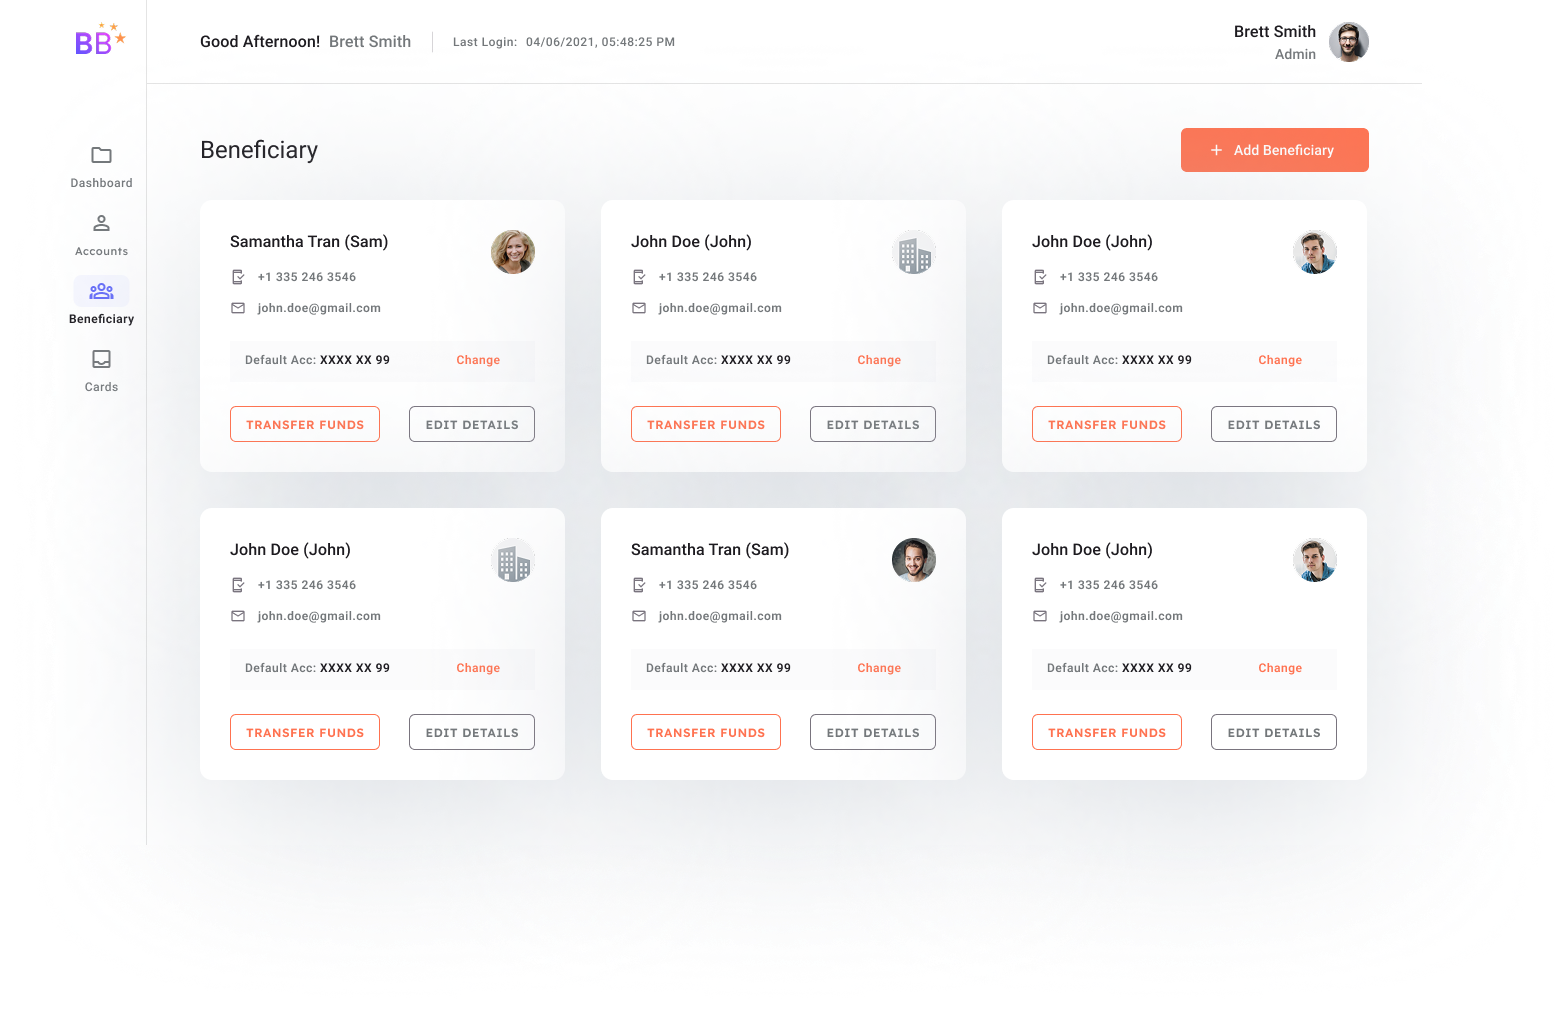 BB
Good Afternoon! Brett Smith
Last Login: 04/06/2021, 05:48:25 PM
Brett Smith
Admin
Dashboard
Accounts
Beneficiary
Cards
Beneficiary
+ Add Beneficiary
Samantha Tran (Sam)
+1 335 246 3546
john.doe@gmail.com
Default Acc: XXXX XX 99 Change
TRANSFER FUNDS EDIT DETAILS
John Doe (John)
+1 335 246 3546
john.doe@gmail.com
Default Acc: XXXX XX 99 Change
TRANSFER FUNDS EDIT DETAILS
John Doe (John)
+1 335 246 3546
john.doe@gmail.com
Default Acc: XXXX XX 99 Change
TRANSFER FUNDS EDIT DETAILS
John Doe (John)
+1 335 246 3546
john.doe@gmail.com
Default Acc: XXXX XX 99 Change
TRANSFER FUNDS EDIT DETAILS
Samantha Tran (Sam)
+1 335 246 3546
john.doe@gmail.com
Default Acc: XXXX XX 99 Change
TRANSFER FUNDS EDIT DETAILS
John Doe (John)
+1 335 246 3546
john.doe@gmail.com
Default Acc: XXXX XX 99 Change
TRANSFER FUNDS EDIT DETAILS